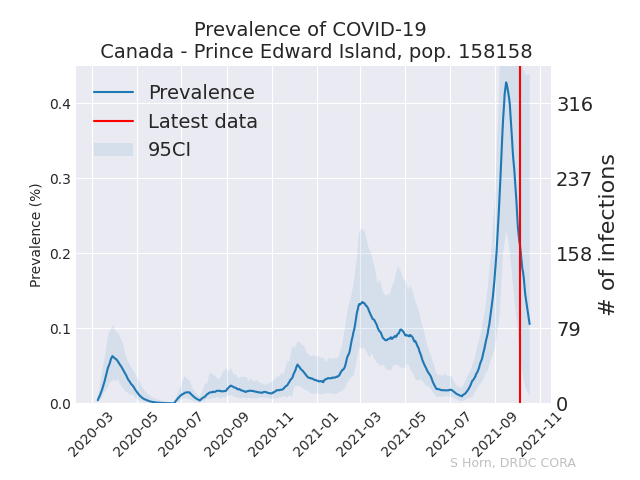 Prevalence of COVID-19
Canada - Prince Edward Island, pop. 158158
Prevalence
Latest data
95CI
Prevalence (%)
0.4
0.3
0.2
0.1
0.0
316
237
158
79
0
# of infections
2020-03
2020-05
2020-07
2020-09
2020-11
2021-01
2021-03
2021-05
2021-07
2021-09
2021-11
S Horn, DRDC CORA